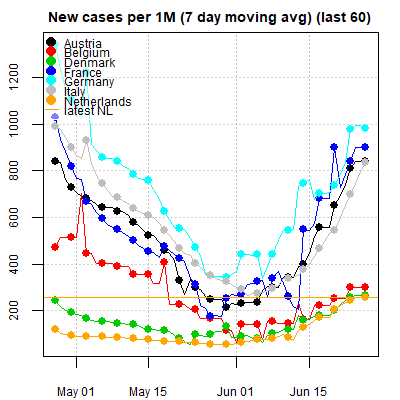 New cases per 1M (7 day moving avg) (last 60)
Austria
Belgium
Denmark
France
Germany
Italy
Netherlands
latest NL
1200
1000
800
600
400
200
May 01 May 15 Jun 01 Jun 15